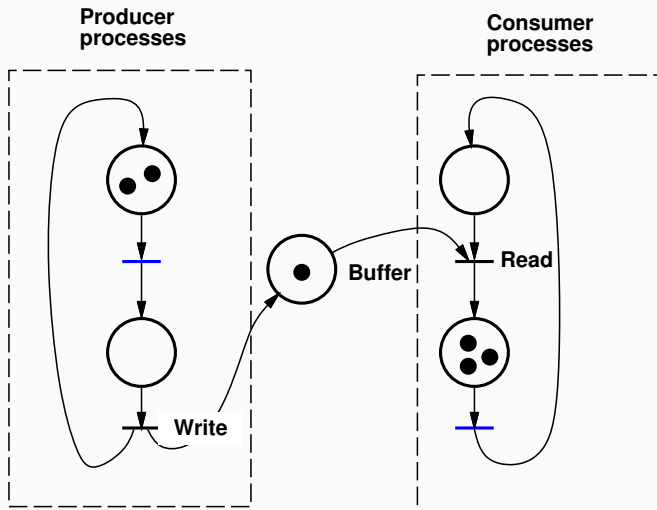 Producer
processes
Consumer
processes
Buffer
Read
Write